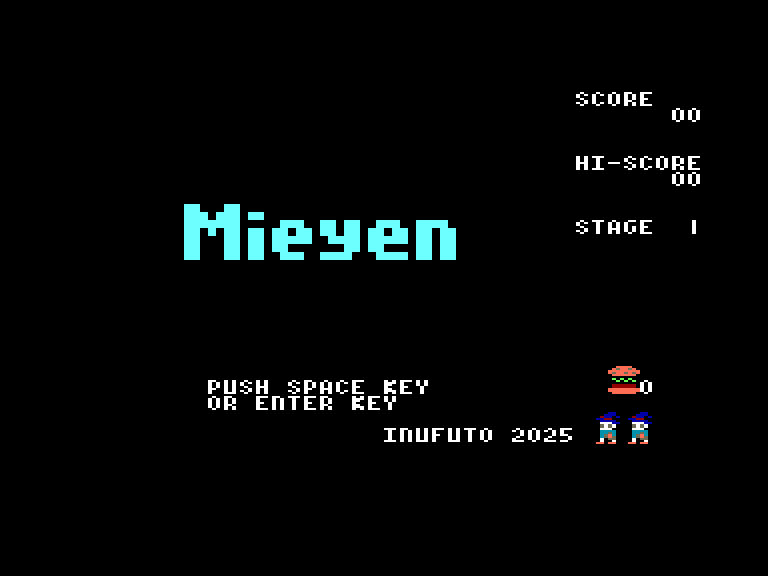 SCORE
00
HI-SCORE
00
Mieyen
STAGE 1
PUSH SPACE KEY
0
OR ENTER KEY
INUFUTO 2025